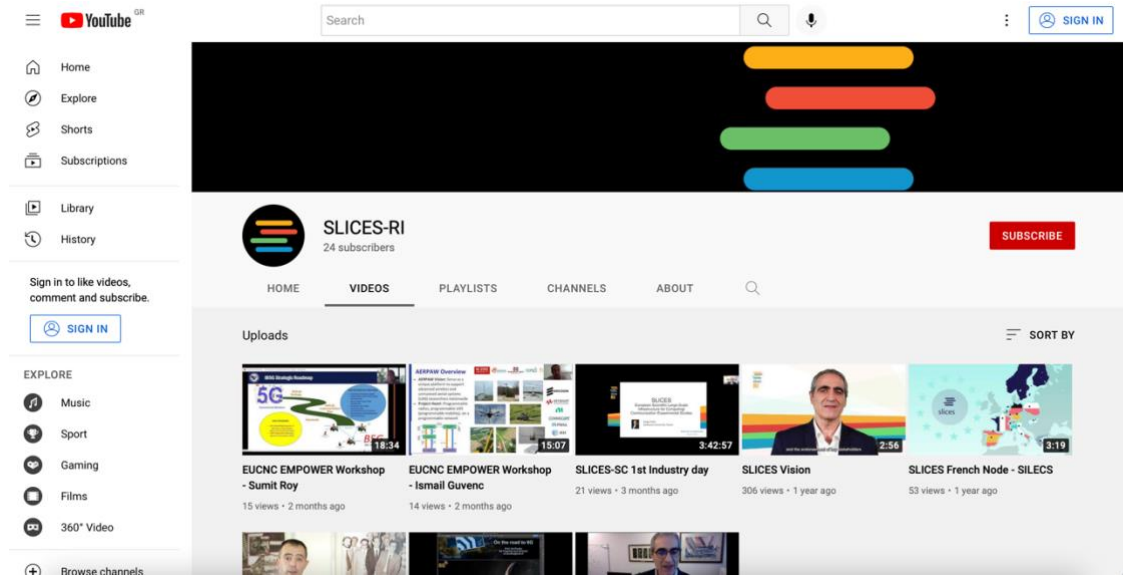 YouTube GR
Search
SIGN IN
Home
Explore
Shorts
Subscriptions
Library
History
Sign in to like videos,
comment and subscribe.
SIGN IN
EXPLORE
Music
Sport
Gaming
Films
360° Video
Browse channels
SLICES-RI
24 subscribers
SUBSCRIBE
HOME VIDEOS PLAYLISTS CHANNELS ABOUT
Uploads
SORT BY
5G
18:34
EUCNC EMPOWER Workshop
- Sumit Roy
15 views • 2 months ago
AERPAW Overview
15:07
EUCNC EMPOWER Workshop
- Ismail Guvenc
14 views • 2 months ago
SLICES
3:42:57
SLICES-SC 1st Industry day
21 views • 3 months ago
2:56
SLICES Vision
306 views • 1 year ago
slices
3:19
SLICES French Node - SILECS
53 views • 1 year ago
On the road to 6G